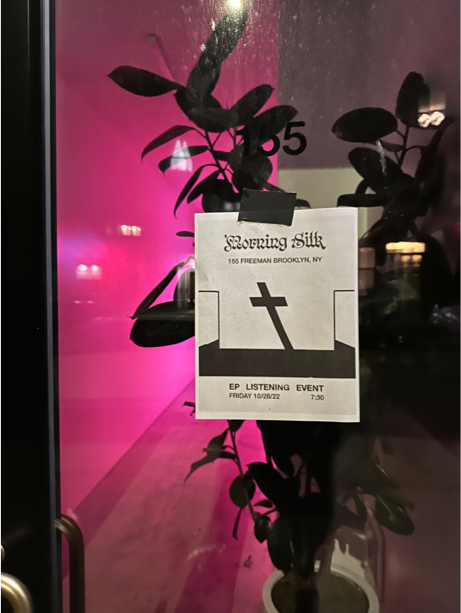 155
Morning Silk
155 FREEMAN BROOKLYN, NY
EP LISTENING EVENT
FRIDAY 10/28/22 7:30